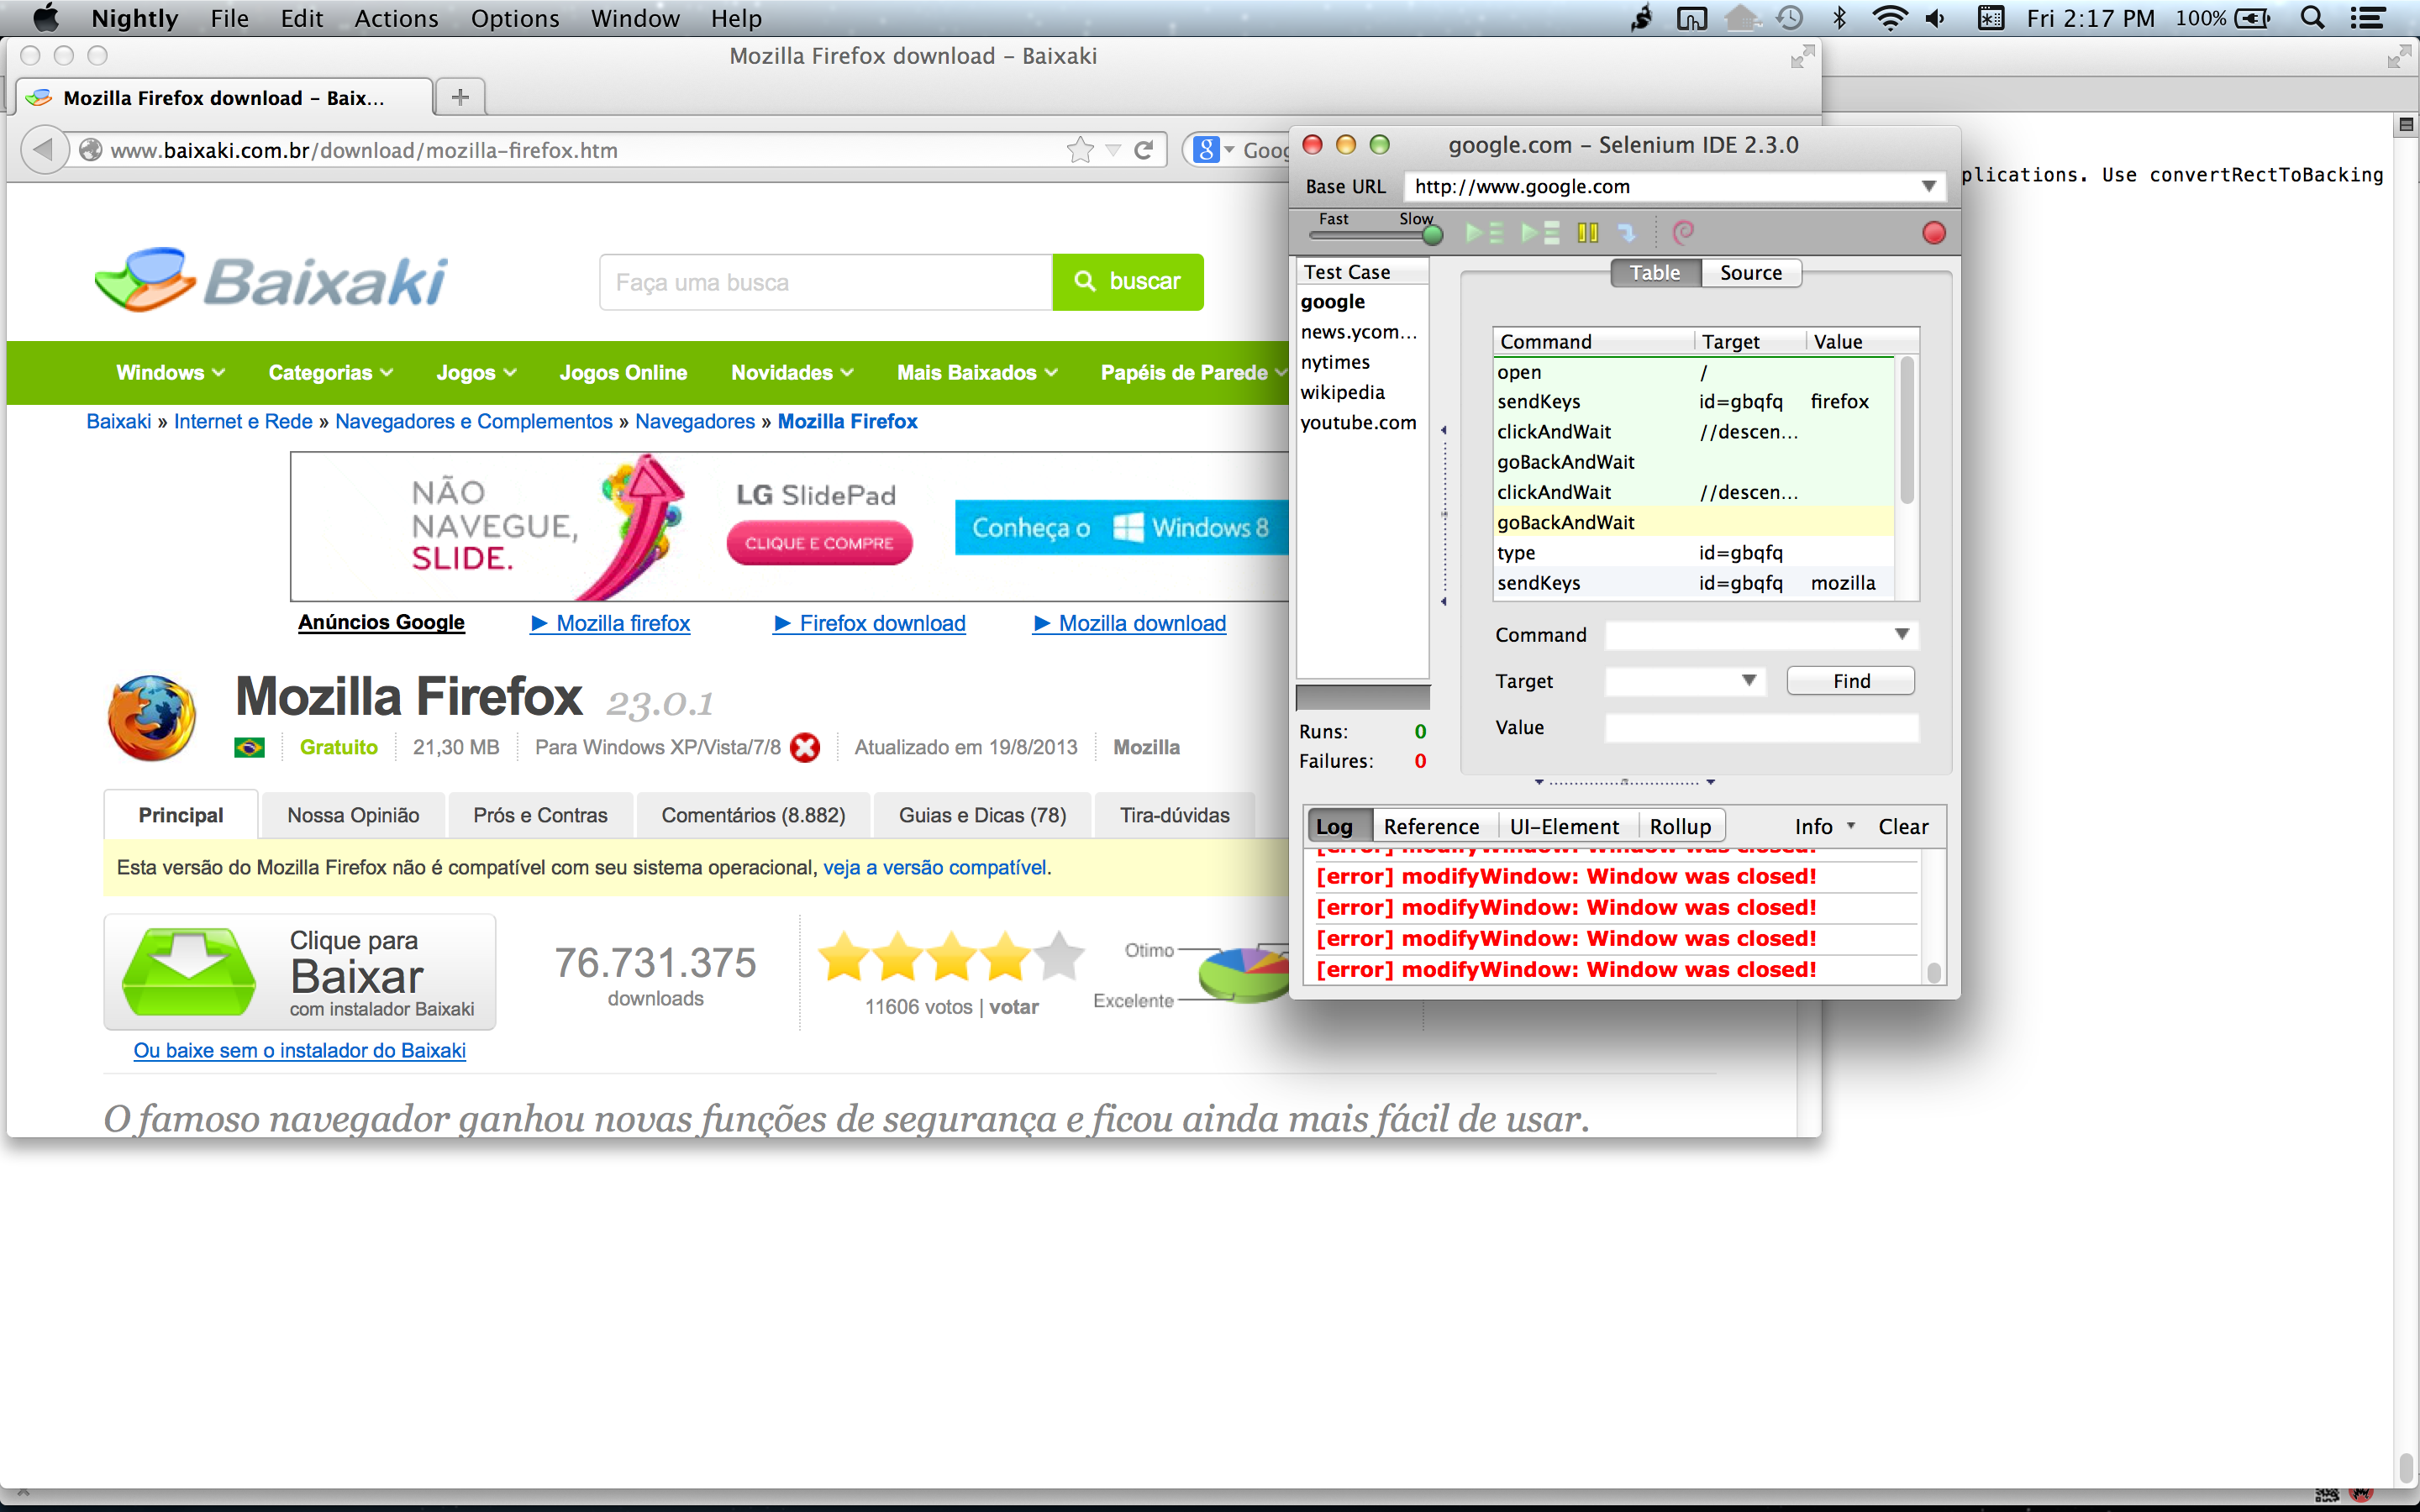 Nightly File Edit Actions Options Window Help
Fri 2:17 PM 100%
Mozilla Firefox download – Baixaki
Mozilla Firefox download – Baix...
www.baixaki.com.br/download/mozilla-firefox.htm
Baixaki
Faça uma busca
buscar
Windows Categorias Jogos Jogos Online Novidades Mais Baixados Papéis de Parede
Baixaki » Internet e Rede » Navegadores e Complementos » Navegadores » Mozilla Firefox
NÃO
NAVEGUE,
SLIDE.
LG SlidePad
CLIQUE E COMPRE
Conheça o Windows 8
Anúncios Google ► Mozilla firefox ► Firefox download ► Mozilla download
Mozilla Firefox 23.0.1
Gratuito 21,30 MB Para Windows XP/Vista/7/8 Atualizado em 19/8/2013 Mozilla
Principal Nossa Opinião Prós e Contras Comentários (8.882) Guias e Dicas (78) Tira-dúvidas
Esta versão do Mozilla Firefox não é compatível com seu sistema operacional, veja a versão compatível.
Clique para
Baixar
com instalador Baixaki
76.731.375
downloads
11606 votos | votar
Otimo
Excelente
Ou baixe sem o instalador do Baixaki
O famoso navegador ganhou novas funções de segurança e ficou ainda mais fácil de usar.
google.com – Selenium IDE 2.3.0
Base URL http://www.google.com
Fast Slow
Test Case
google
news.ycom...
nytimes
wikipedia
youtube.com
Runs: 0
Failures: 0
Table Source
Command Target Value
open /
sendKeys id=gbqfq firefox
clickAndWait //descen...
goBackAndWait
clickAndWait //descen...
goBackAndWait
type id=gbqfq
sendKeys id=gbqfq mozilla
Command
Target Find
Value
Log Reference UI-Element Rollup Info Clear
[error] modifyWindow: Window was closed!
[error] modifyWindow: Window was closed!
[error] modifyWindow: Window was closed!
[error] modifyWindow: Window was closed!
[error] modifyWindow: Window was closed!
plications. Use convertRectToBacking